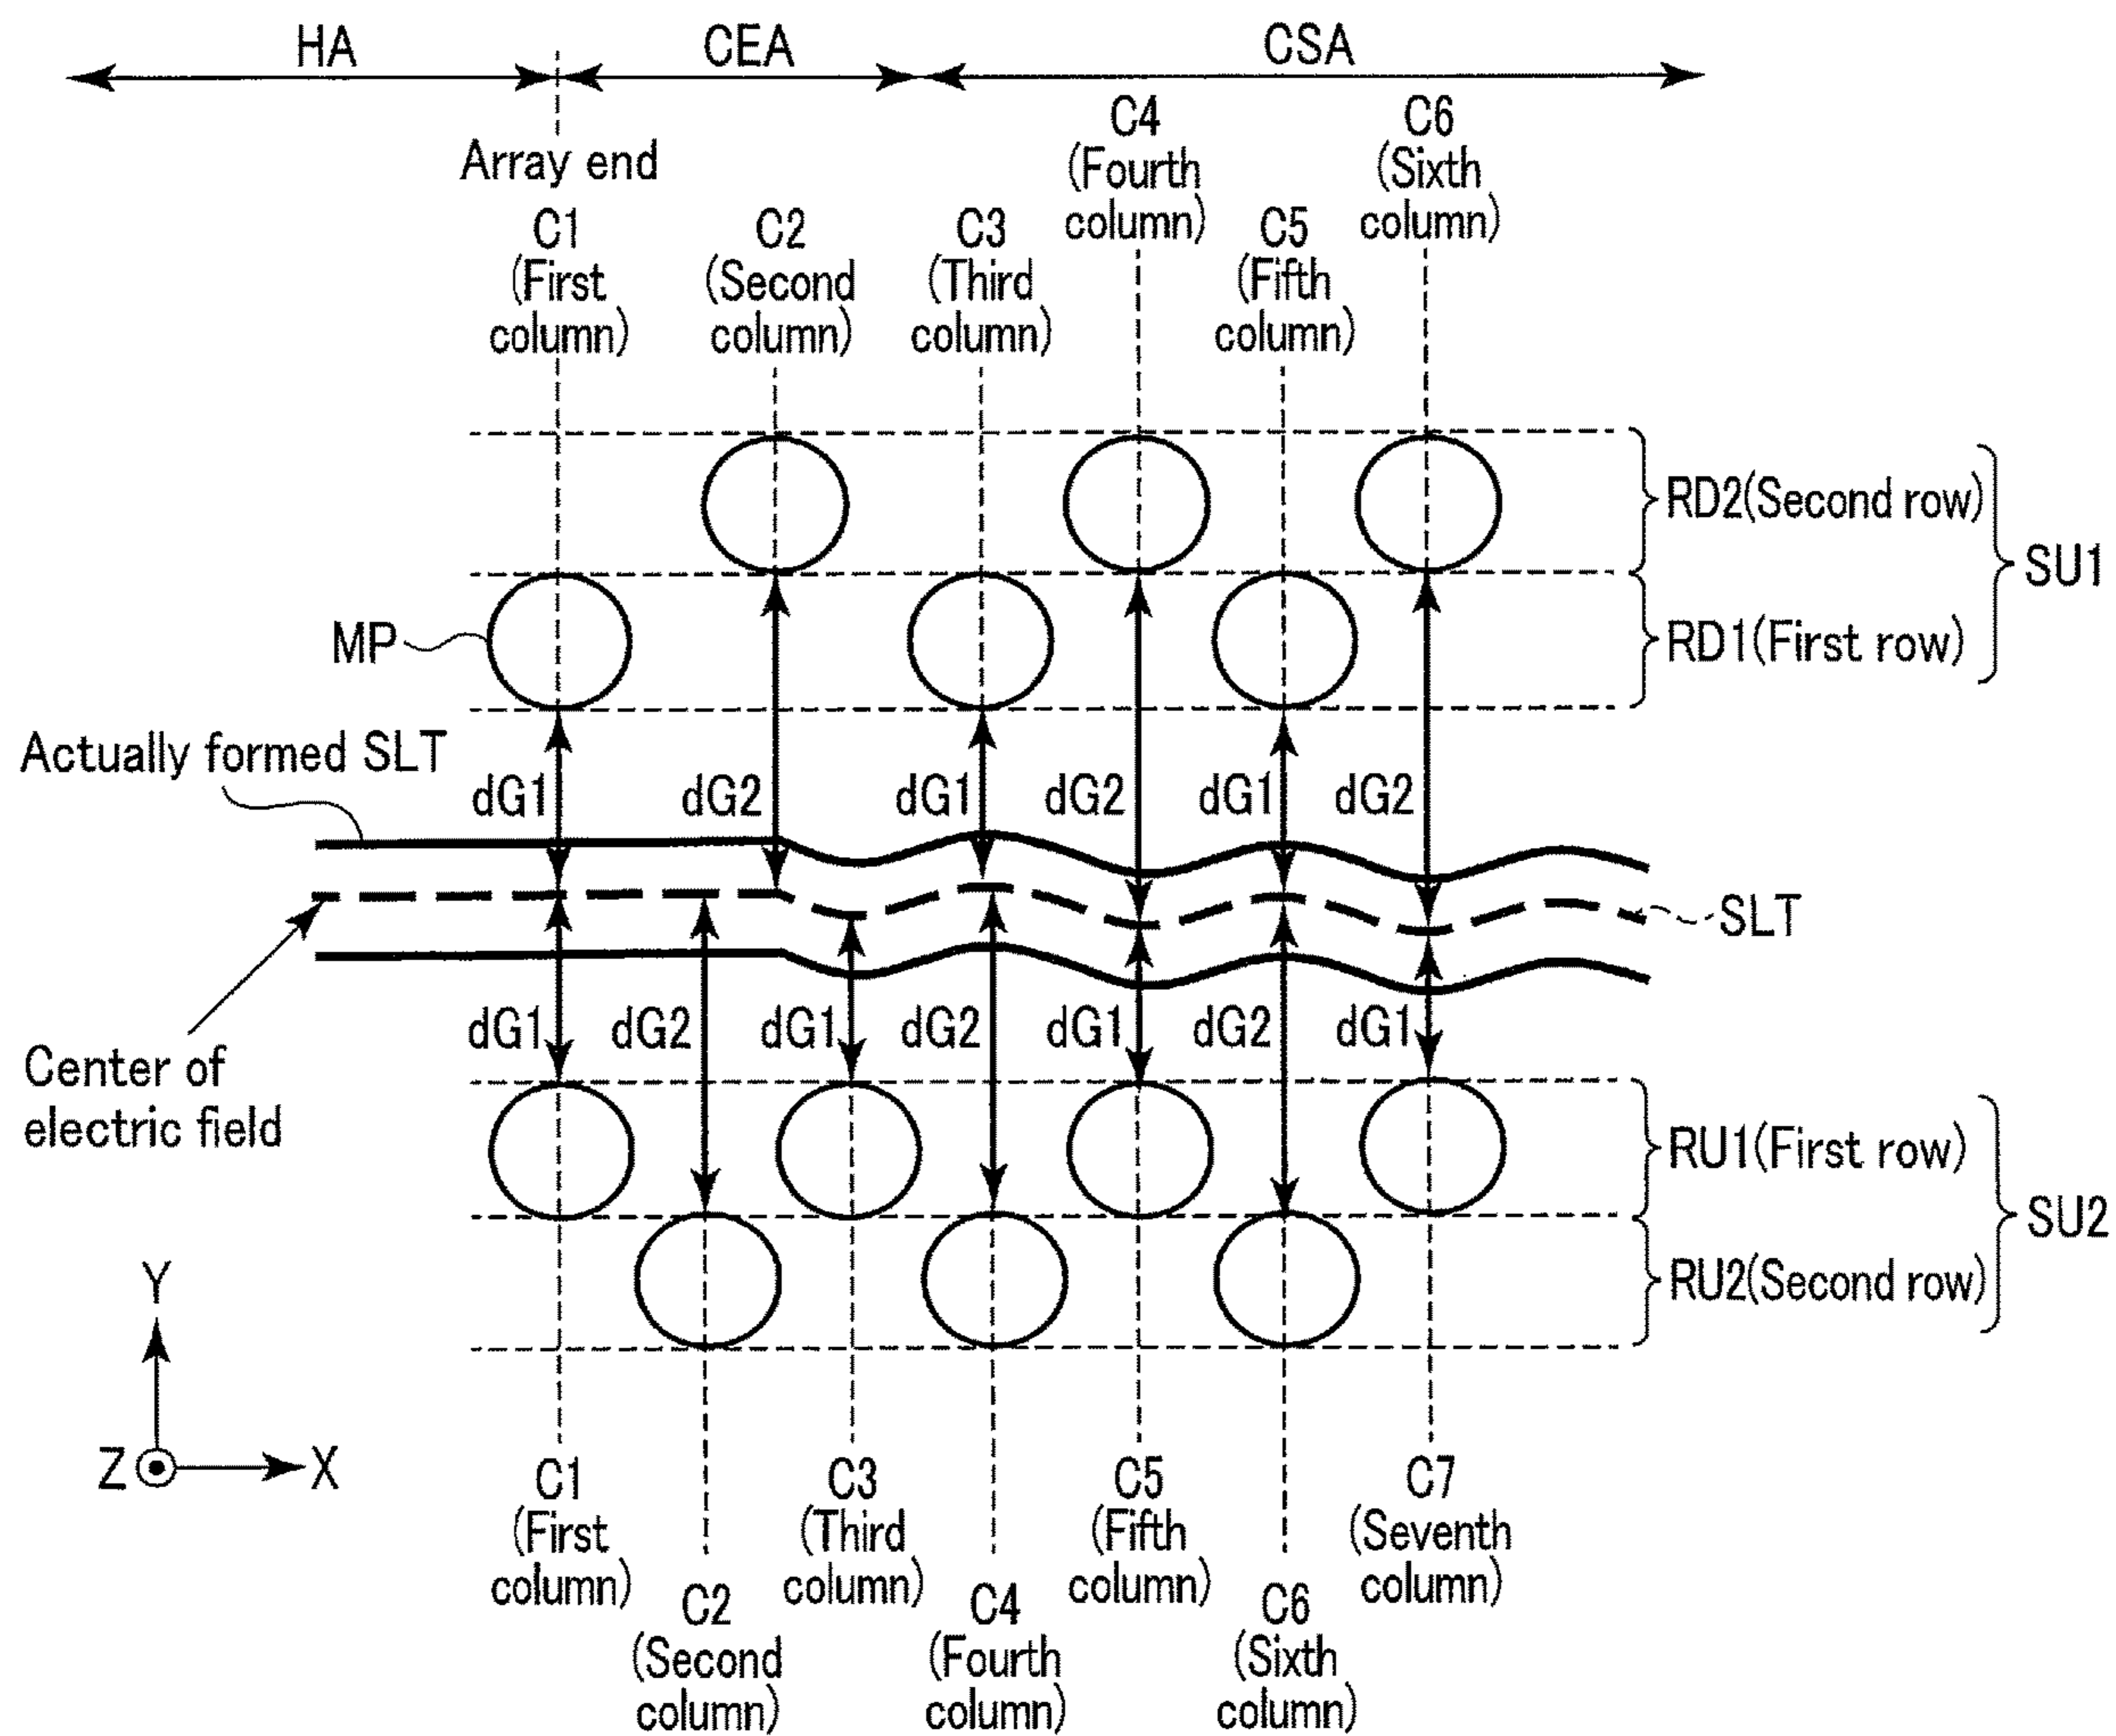 HA
CEA
CSA
Array end
C4
(Fourth
column)
C6
(Sixth
column)
C1
(First
column)
C2
(Second
column)
C3
(Third
column)
C5
(Fifth
column)
RD2(Second row)
SU1
MP
RD1(First row)
Actually formed SLT
dG1
dG2
dG1
dG2
dG1
dG2
SLT
dG1
dG2
dG1
dG2
dG1
dG2
dG1
Center of
electric field
RU1(First row)
SU2
RU2(Second row)
Y
Z
X
C1
(First
column)
C3
(Third
column)
C5
(Fifth
column)
C7
(Seventh
column)
C2
(Second
column)
C4
(Fourth
column)
C6
(Sixth
column)